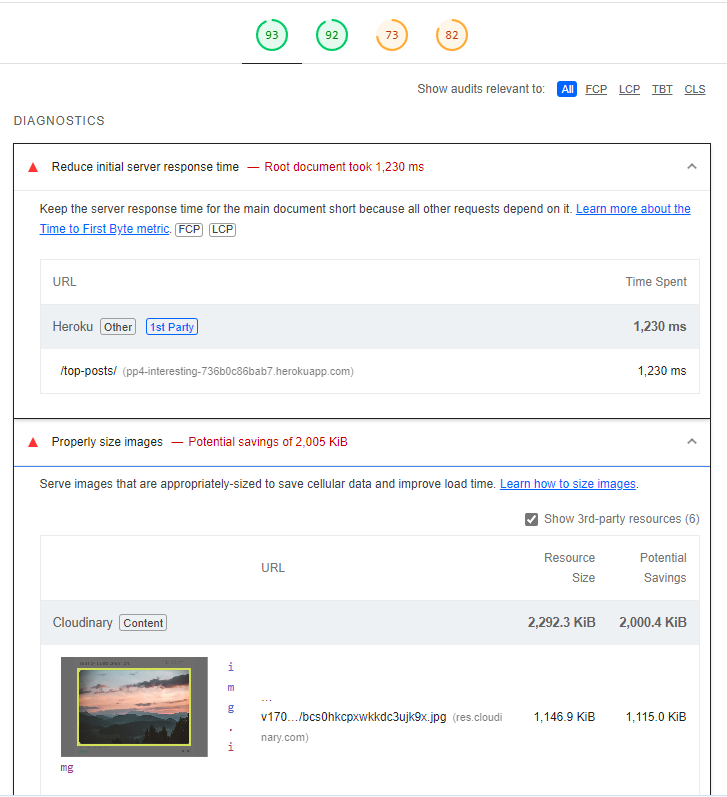 93 92 73 82
Show audits relevant to: All FCP LCP TBT CLS
DIAGNOSTICS
Reduce initial server response time — Root document took 1,230 ms
Keep the server response time for the main document short because all other requests depend on it. Learn more about the
Time to First Byte metric. FCP LCP
URL Time Spent
Heroku Other 1st Party 1,230 ms
/top-posts/ (pp4-interesting-736b0c86bab7.herokuapp.com) 1,230 ms
Properly size images — Potential savings of 2,005 KiB
Serve images that are appropriately-sized to save cellular data and improve load time. Learn how to size images.
Show 3rd-party resources (6)
URL
Resource
Size
Potential
Savings
Cloudinary Content 2,292.3 KiB 2,000.4 KiB
i
m
g
.
i
mg
…
v170…/bcs0hkcpxwkkdc3ujk9x.jpg (res.cloudi
nary.com)
1,146.9 KiB 1,115.0 KiB